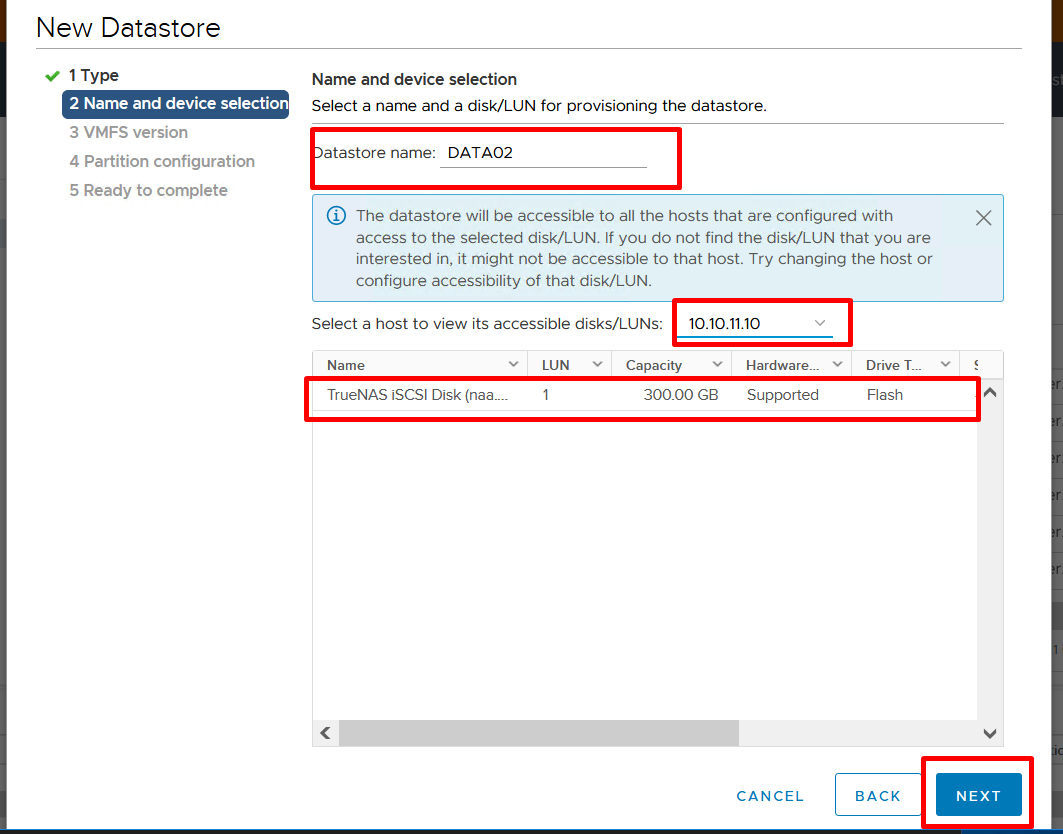 New Datastore
1 Type
2 Name and device selection
3 VMFS version
4 Partition configuration
5 Ready to complete
Name and device selection
Select a name and a disk/LUN for provisioning the datastore.
Datastore name: DATA02
The datastore will be accessible to all the hosts that are configured with
access to the selected disk/LUN. If you do not find the disk/LUN that you are
interested in, it might not be accessible to that host. Try changing the host or
configure accessibility of that disk/LUN.
Select a host to view its accessible disks/LUNs: 10.10.11.10
Name LUN Capacity Hardware... Drive T...
TrueNAS iSCSI Disk (naa.... 1 300.00 GB Supported Flash
CANCEL BACK NEXT